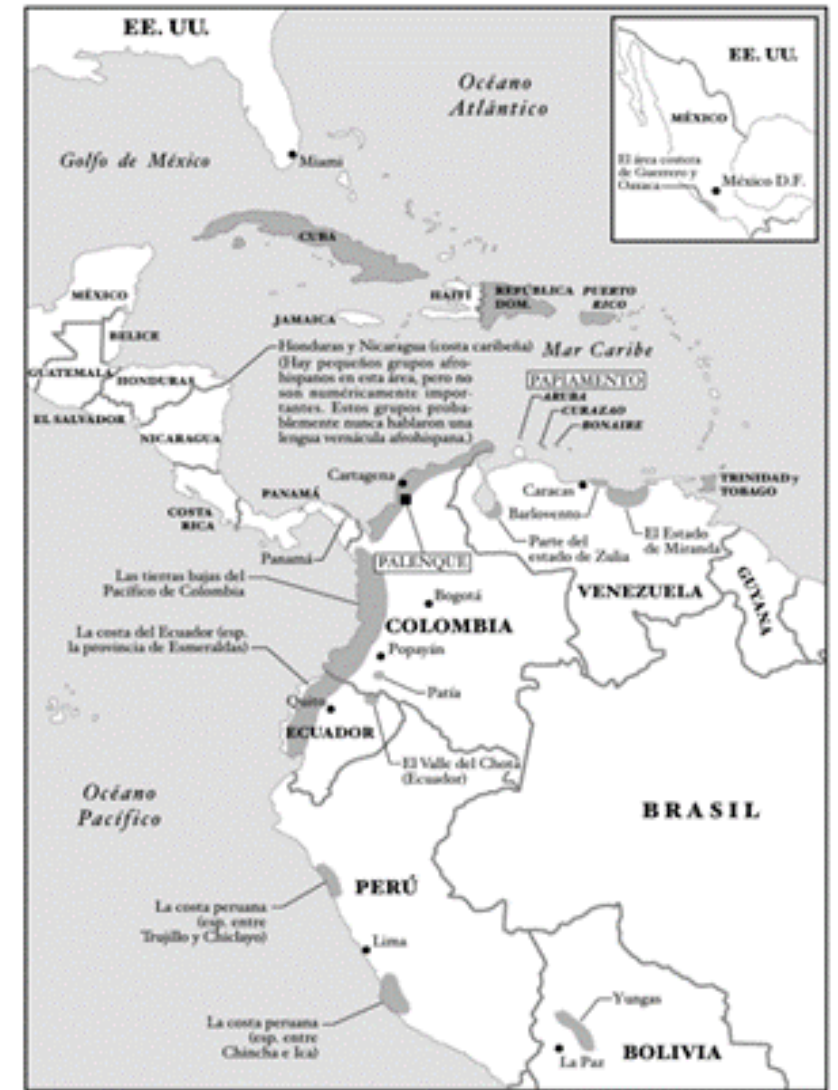 EE. UU.
Océano
Atlántico
EE. UU.
MÉXICO
El área costera
de Guerrero y
Oaxaca
México D.F.
Golfo de México
Miami
CUBA
MÉXICO
BELICE
GUATEMALA
HONDURAS
EL SALVADOR
NICARAGUA
COSTA
RICA
PANAMÁ
JAMAICA
HAITÍ
REPÚBLICA
DOM.
PUERTO
RICO
Honduras y Nicaragua (costa caribeña)
(Hay pequeños grupos afro-
hispanos en esta área, pero no
son numéricamente impor-
tantes. Estos grupos proba-
blemente nunca hablaron una
lengua vernácula afrohispana.)
Mar Caribe
PAPIAMENTO
ARUBA
CURAZAO
BONAIRE
Cartagena
Caracas
Barlovento
TRINIDAD y
TOBAGO
Parte del
estado de Zulia
El Estado
de Miranda
Panamá
PALENQUE
VENEZUELA
GUYANA
Las tierras bajas del
Pacífico de Colombia
Bogotá
COLOMBIA
La costa del Ecuador (esp.
la provincia de Esmeraldas)
Popayán
Patía
Quito
ECUADOR
El Valle del Chota
(Ecuador)
Océano
Pacífico
BRASIL
PERÚ
La costa peruana
(esp. entre
Trujillo y Chiclayo)
Lima
La costa peruana
(esp. entre
Chincha e Ica)
Yungas
La Paz
BOLIVIA